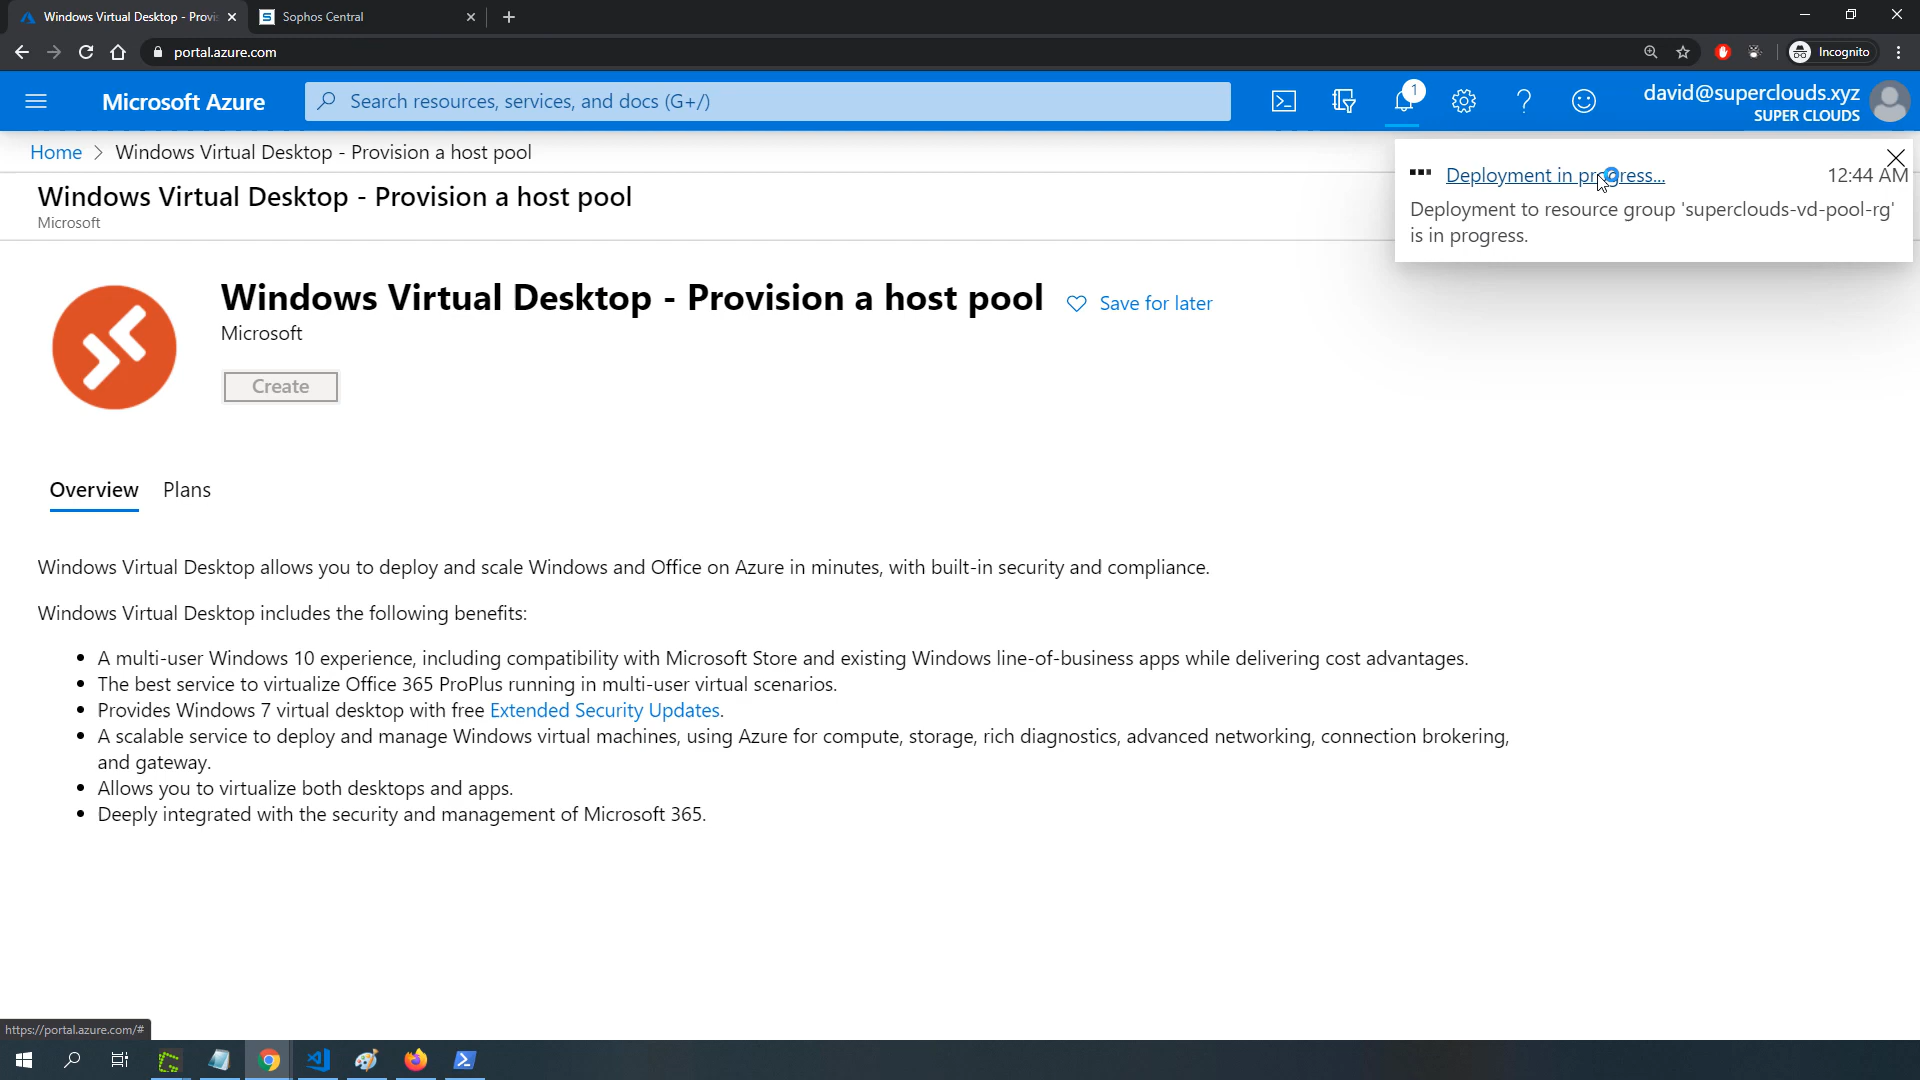 Windows Virtual Desktop - Provis
Sophos Central
portal.azure.com
Incognito
Microsoft Azure
Search resources, services, and docs (G+/)
1
david@superclouds.xyz
SUPER CLOUDS
Home > Windows Virtual Desktop - Provision a host pool
Windows Virtual Desktop - Provision a host pool
Microsoft
Deployment in progress...
12:44 AM
Deployment to resource group 'superclouds-vd-pool-rg'
is in progress.
Windows Virtual Desktop - Provision a host pool
Save for later
Microsoft
Create
Overview
Plans
Windows Virtual Desktop allows you to deploy and scale Windows and Office on Azure in minutes, with built-in security and compliance.
Windows Virtual Desktop includes the following benefits:
• A multi-user Windows 10 experience, including compatibility with Microsoft Store and existing Windows line-of-business apps while delivering cost advantages.
• The best service to virtualize Office 365 ProPlus running in multi-user virtual scenarios.
• Provides Windows 7 virtual desktop with free Extended Security Updates.
• A scalable service to deploy and manage Windows virtual machines, using Azure for compute, storage, rich diagnostics, advanced networking, connection brokering,
and gateway.
• Allows you to virtualize both desktops and apps.
• Deeply integrated with the security and management of Microsoft 365.
https://portal.azure.com/#